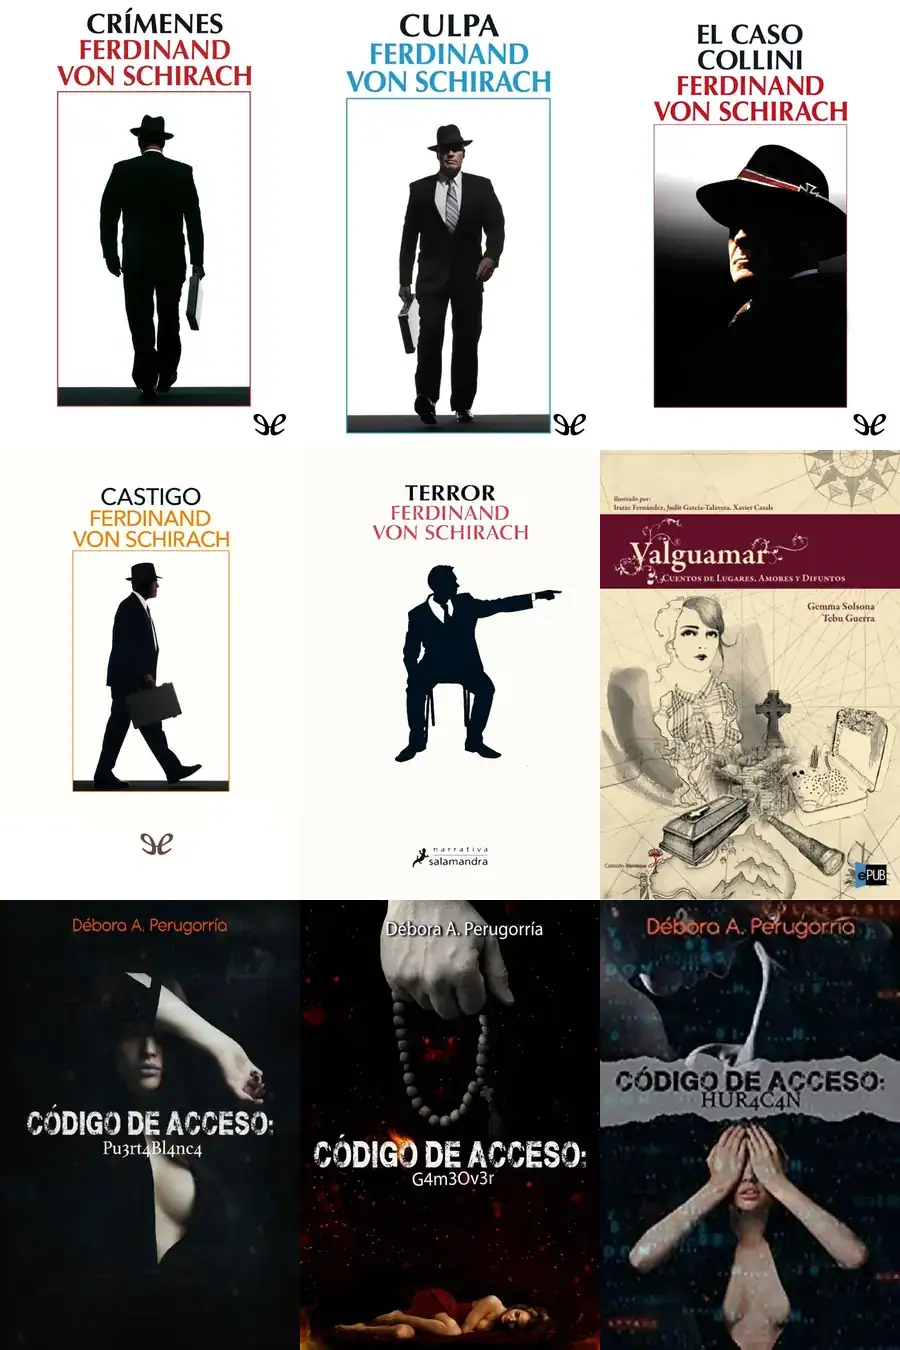 CRÍMENES
FERDINAND
VON SCHIRACH
CULPA
FERDINAND
VON SCHIRACH
EL CASO
COLLINI
FERDINAND
VON SCHIRACH
CASTIGO
FERDINAND
VON SCHIRACH
TERROR
FERDINAND
VON SCHIRACH
narrativa
salamandra
Ilustrado por:
Iratxe Fernández, Judit García-Talavera, Xavier Casals
Valguamar
CUENTOS DE LUGARES, AMORES Y DIFUNTOS
Gemma Solsona
Tebu Guerra
ePUB
Débora A. Perugorría
CÓDIGO DE ACCESO:
Pu3rt4Bl4nc4
Débora A. Perugorría
CÓDIGO DE ACCESO:
G4m3Ov3r
Débora A. Perugorría
CÓDIGO DE ACCESO:
HUR4C4N